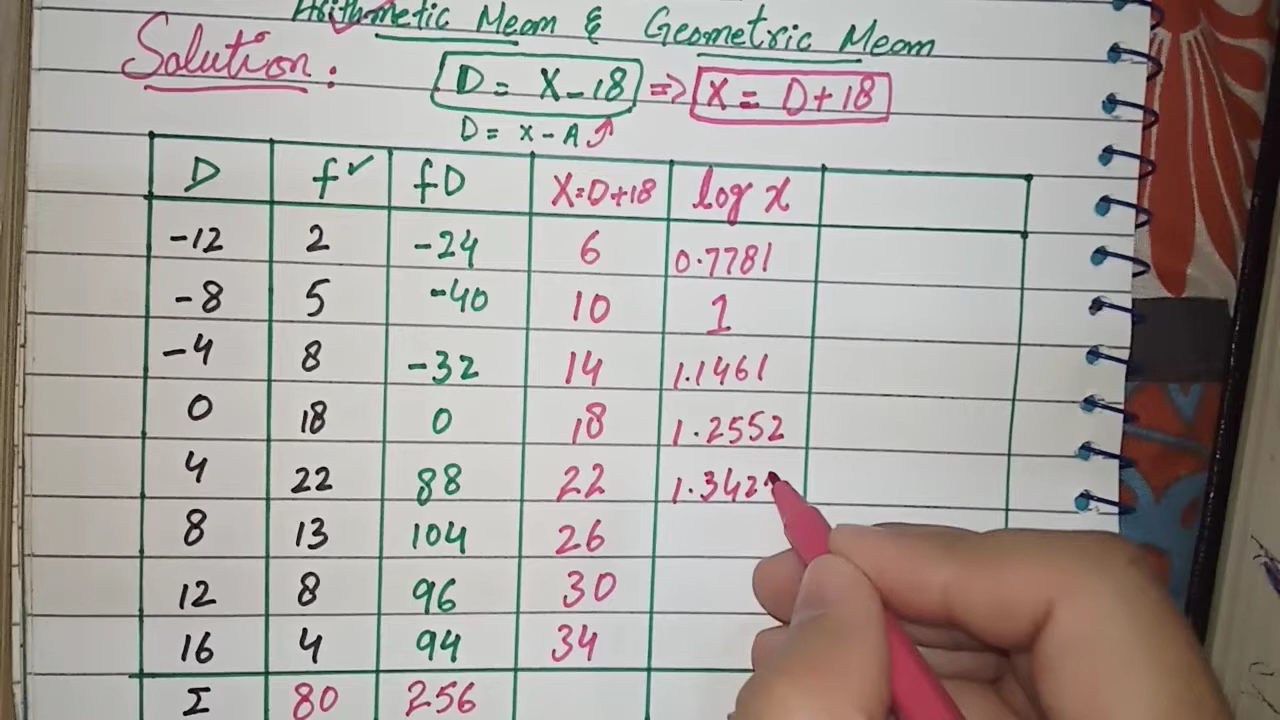 Arithmetic Mean & Geometric Mean
Solution:
D = X-18 => X = D+18
D = x - A
D f ✓ fD X=D+18 log x
-12 2 -24 6 0.7781
-8 5 -40 10 1
-4 8 -32 14 1.1461
0 18 0 18 1.2552
4 22 88 22 1.342
8 13 104 26
12 8 96 30
16 4 94 34
Σ 80 256